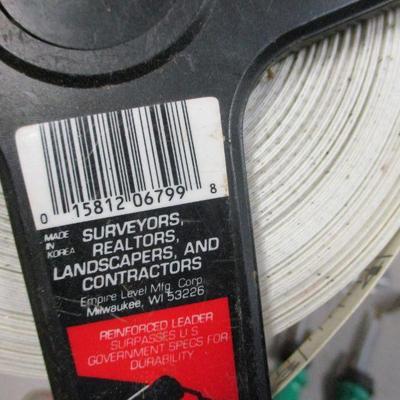 0 15812 06799 8
MADE
IN
KOREA
SURVEYORS,
REALTORS,
LANDSCAPERS, AND
CONTRACTORS
Empire Level Mfg. Corp.
Milwaukee, WI 53226
REINFORCED LEADER
SURPASSES U.S.
GOVERNMENT SPECS FOR
DURABILITY